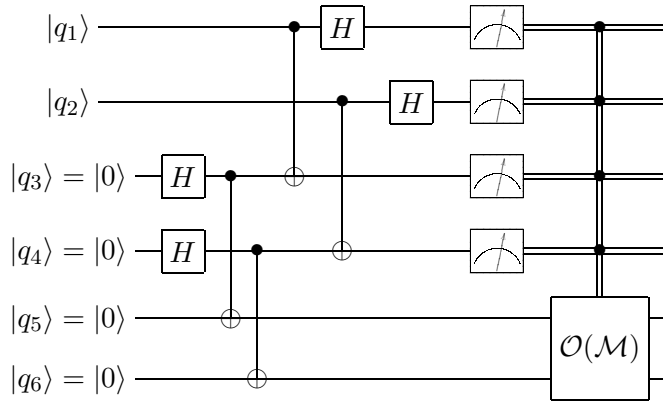 |q₁⟩ H
|q₂⟩ H
|q₃⟩ = |0⟩ H
|q₄⟩ = |0⟩ H
|q₅⟩ = |0⟩
𝒪(ℳ)
|q₆⟩ = |0⟩